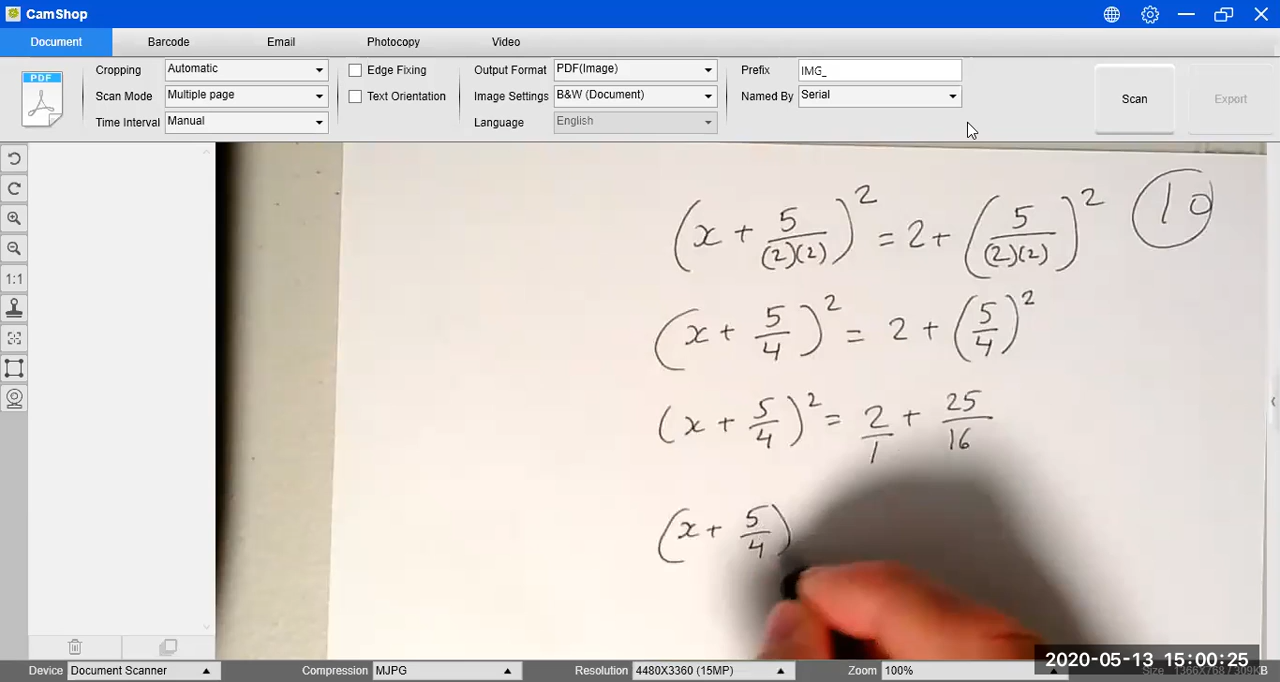 CamShop
Document Barcode Email Photocopy Video
PDF Cropping Automatic Edge Fixing Output Format PDF(Image) Prefix IMG_
Scan Mode Multiple page Text Orientation Image Settings B&W (Document) Named By Serial Scan Export
Time Interval Manual Language English
1:1
(x + 5/(2)(2))² = 2 + (5/(2)(2))² 10
(x + 5/4)² = 2 + (5/4)²
(x + 5/4)² = 2/1 + 25/16
(x + 5/4)
2020-05-13 15:00:25
Device Document Scanner Compression MJPG Resolution 4480X3360 (15MP) Zoom 100%